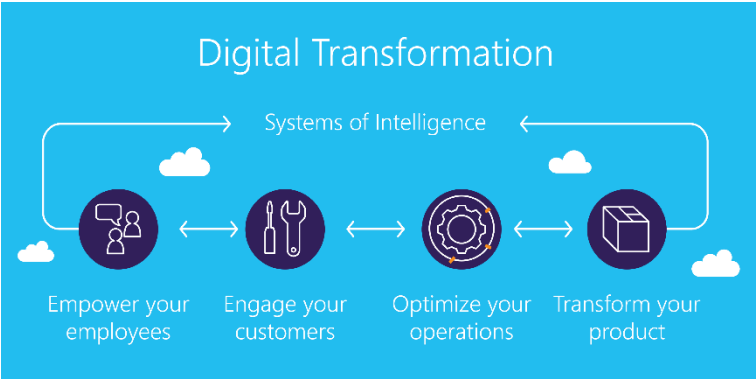 Digital Transformation
Systems of Intelligence
Empower your
employees
Engage your
customers
Optimize your
operations
Transform your
product